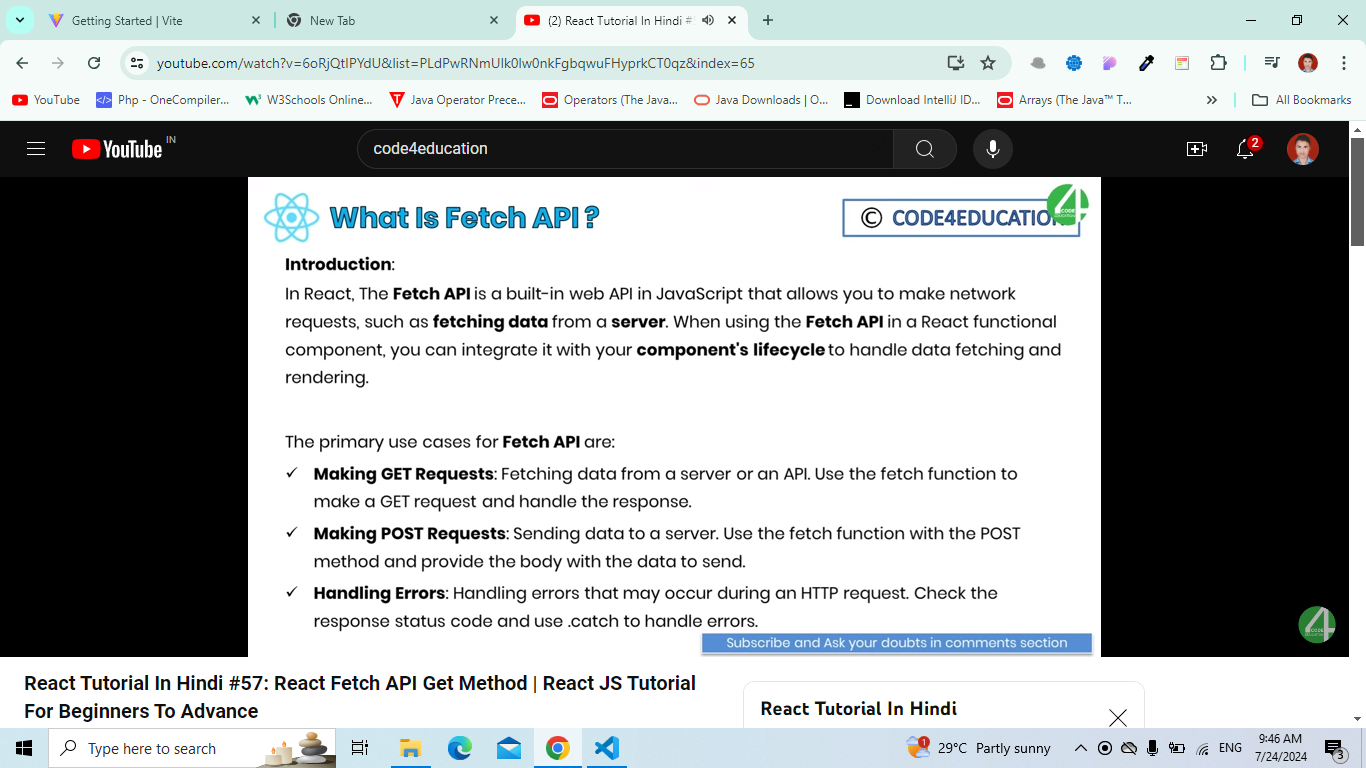 Getting Started | Vite
New Tab
(2) React Tutorial In Hindi #
youtube.com/watch?v=6oRjQtIPYdU&list=PLdPwRNmUIk0lw0nkFgbqwuFHyprkCT0qz&index=65
YouTube
Php - OneCompiler...
W3Schools Online...
Java Operator Prece...
Operators (The Java...
Java Downloads | O...
Download IntelliJ ID...
Arrays (The Java™ T...
All Bookmarks
YouTube IN
code4education
2
What Is Fetch API ?
© CODE4EDUCATIO
Introduction:
In React, The Fetch API is a built-in web API in JavaScript that allows you to make network
requests, such as fetching data from a server. When using the Fetch API in a React functional
component, you can integrate it with your component's lifecycle to handle data fetching and
rendering.
The primary use cases for Fetch API are:
✓ Making GET Requests: Fetching data from a server or an API. Use the fetch function to
make a GET request and handle the response.
✓ Making POST Requests: Sending data to a server. Use the fetch function with the POST
method and provide the body with the data to send.
✓ Handling Errors: Handling errors that may occur during an HTTP request. Check the
response status code and use .catch to handle errors.
Subscribe and Ask your doubts in comments section
React Tutorial In Hindi #57: React Fetch API Get Method | React JS Tutorial
For Beginners To Advance
React Tutorial In Hindi
Type here to search
1
29°C Partly sunny
ENG
9:46 AM
7/24/2024
3